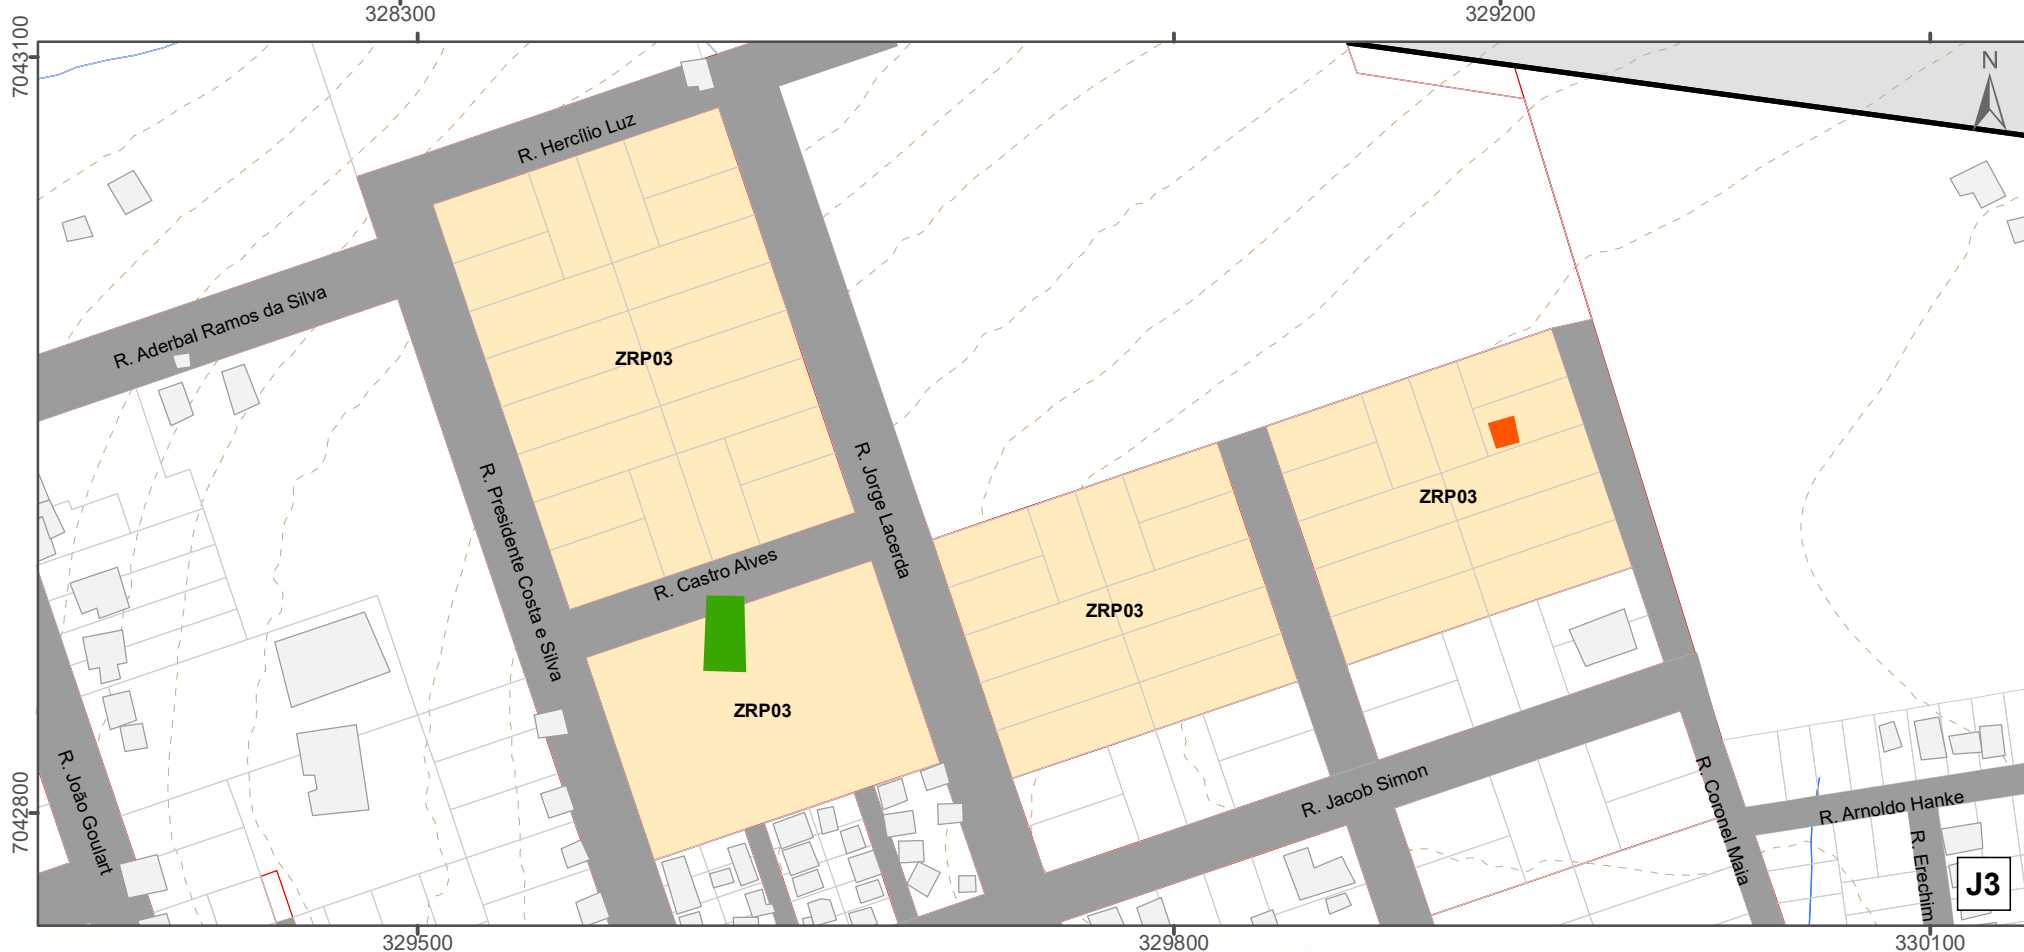 328300
329200
7043100
N
R. Hercílio Luz
R. Aderbal Ramos da Silva
ZRP03
R. Jorge Lacerda
R. Presidente Costa e Silva
ZRP03
R. Castro Alves
ZRP03
ZRP03
R. João Goulart
R. Jacob Simon
R. Coronel Maia
R. Arnoldo Hanke
R. Erechim
7042800
J3
329500
329800
330100